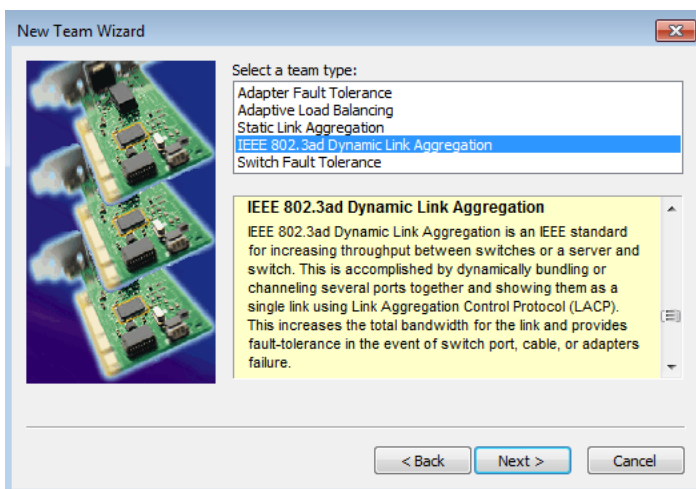 New Team Wizard
Select a team type:
Adapter Fault Tolerance
Adaptive Load Balancing
Static Link Aggregation
IEEE 802.3ad Dynamic Link Aggregation
Switch Fault Tolerance
IEEE 802.3ad Dynamic Link Aggregation
IEEE 802.3ad Dynamic Link Aggregation is an IEEE standard
for increasing throughput between switches or a server and
switch. This is accomplished by dynamically bundling or
channeling several ports together and showing them as a
single link using Link Aggregation Control Protocol (LACP).
This increases the total bandwidth for the link and provides
fault-tolerance in the event of switch port, cable, or adapters
failure.
< Back
Next >
Cancel